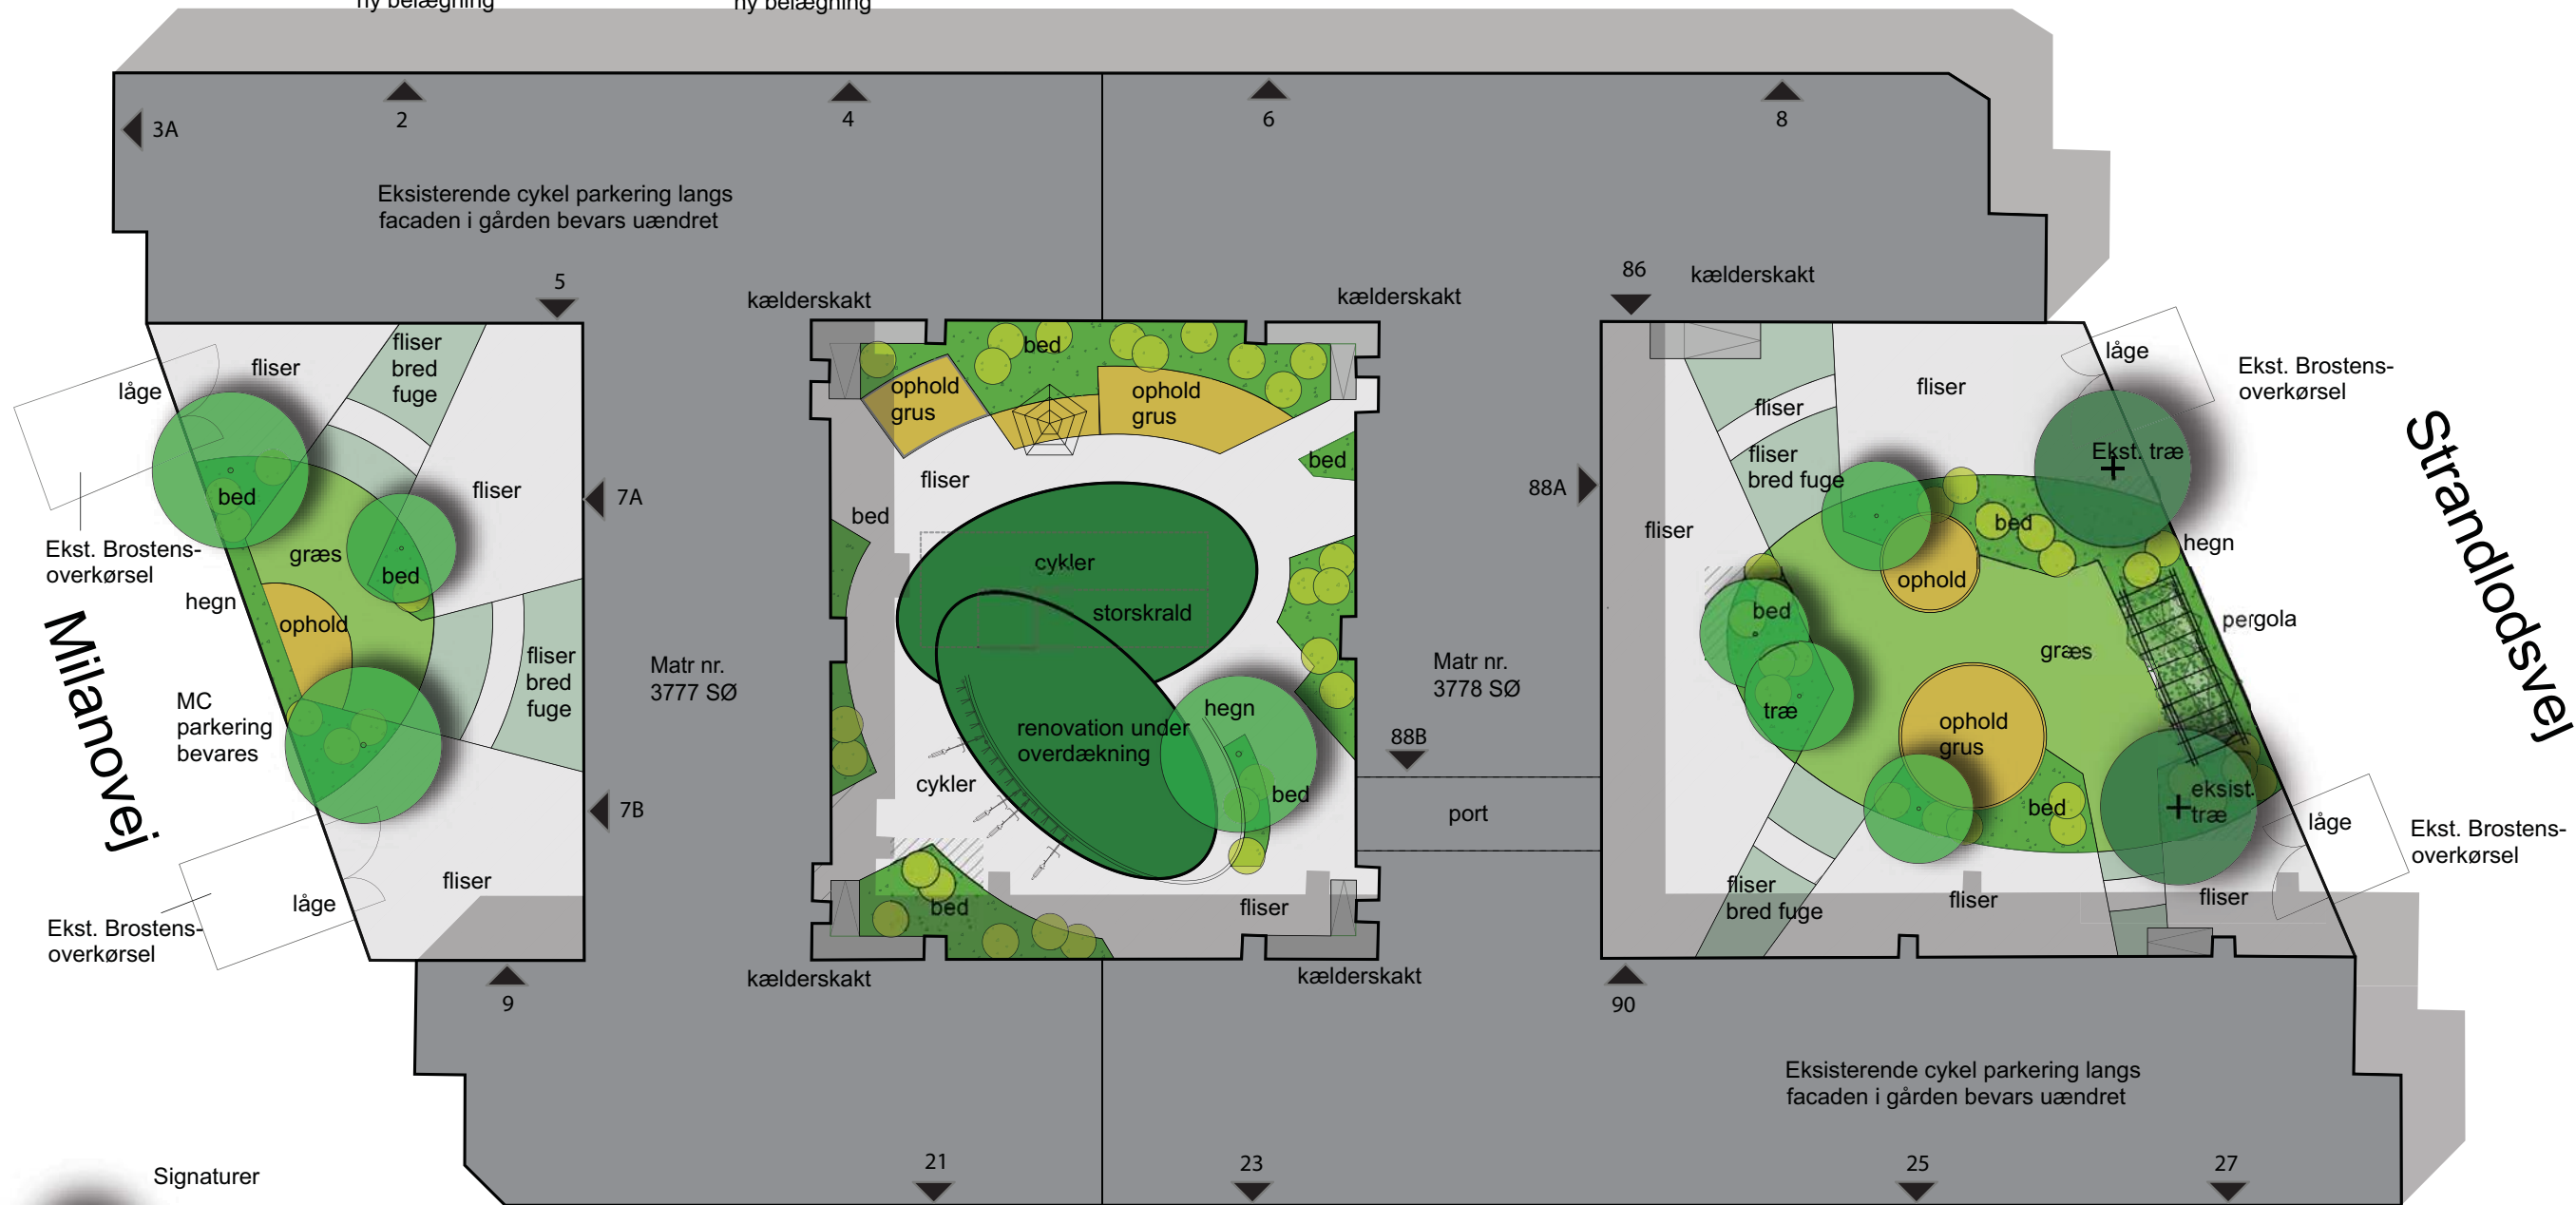 ny belægning
ny belægning
3A
2
4
6
8
Eksisterende cykel parkering langs
facaden i gården bevars uændret
5
kælderskakt
kælderskakt
86
kælderskakt
låge
fliser
fliser
bred
fuge
bed
græs
bed
fliser
7A
Ekst. Brostens-
overkørsel
hegn
ophold
Milanovej
MC
parkering
bevares
fliser
bred
fuge
7B
fliser
låge
Ekst. Brostens-
overkørsel
9
Matr nr.
3777 SØ
bed
ophold
grus
ophold
grus
bed
fliser
bed
cykler
storskrald
hegn
renovation under
overdækning
cykler
bed
bed
fliser
kælderskakt
kælderskakt
Matr nr.
3778 SØ
88A
88B
port
fliser
fliser
fliser
bred fuge
fliser
låge
Ekst. Brostens-
overkørsel
Ekst. træ
bed
hegn
ophold
bed
træ
græs
pergola
Strandlodsvej
ophold
grus
bed
eksist.
træ
låge
Ekst. Brostens-
overkørsel
fliser
bred fuge
fliser
fliser
90
Eksisterende cykel parkering langs
facaden i gården bevars uændret
Signaturer
21
23
25
27